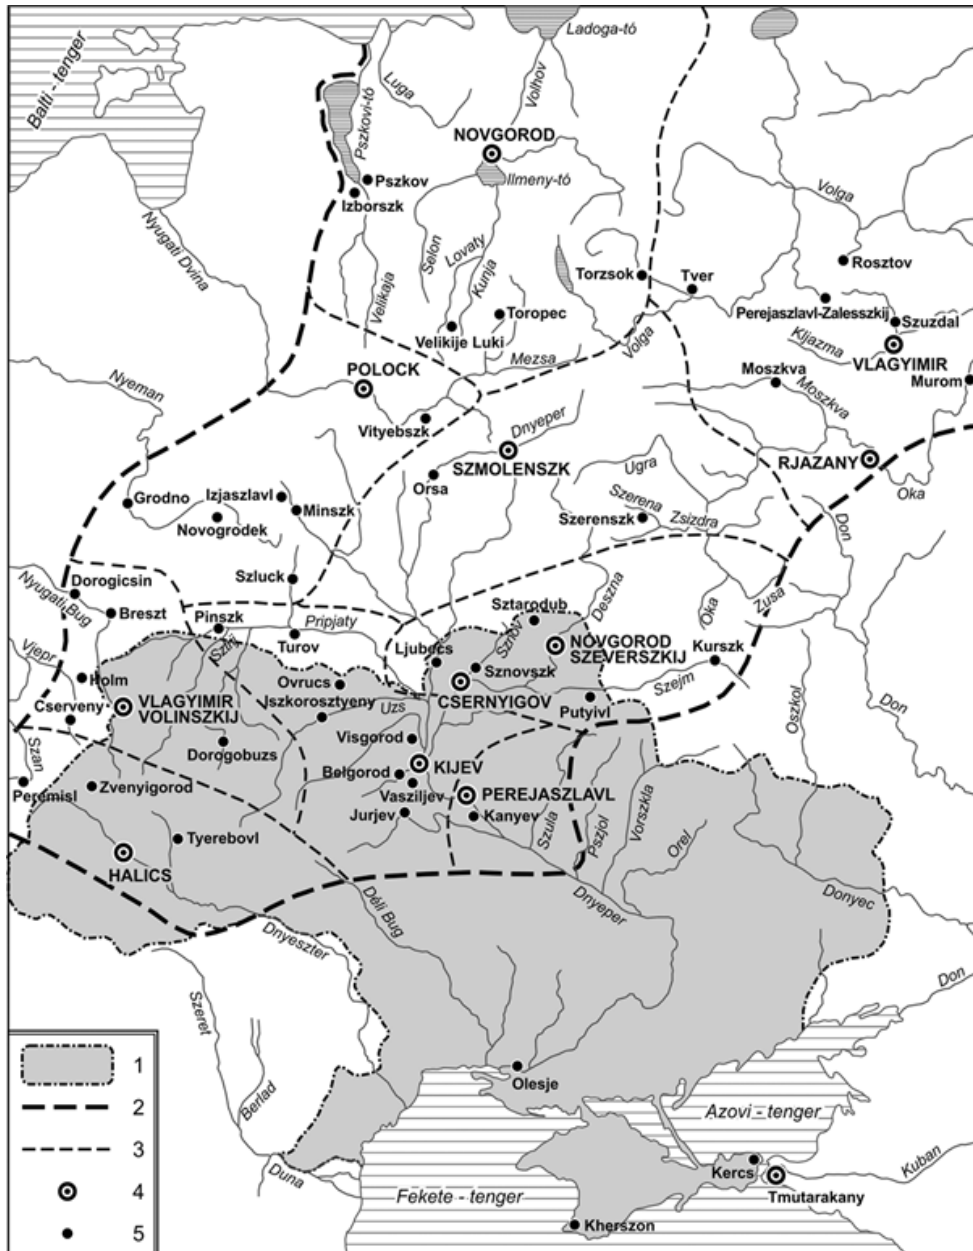 Ladoga-tó
Balti - tenger
Luga
Volhov
Pszkovi-tó
NOVGOROD
Ilmeny-tó
Pszkov
Izborszk
Volga
Nyugati Dvina
Selon
Lovaty
Kunja
Velikaja
Torzsok
Tver
Rosztov
Toropec
Velikije Luki
Perejaszlavl-Zalesszkij
Szuzdal
Volga
Kljazma
VLAGYIMIR
Mezsa
Nyeman
POLOCK
Moszkva
Moszkva
Murom
Vityebszk
Dnyeper
SZMOLENSZK
RJAZANY
Ugra
Oka
Orsa
Grodno
Izjaszlavl
Minszk
Novogrodek
Szerena
Szerenszk
Zsizdra
Don
Szluck
Dorogicsin
Nyugati Bug
Breszt
Pinszk
Pripjaty
Turov
Sztarodub
Deszna
Oka
Zusa
Ljubecs
Sznov
NOVGOROD
SZEVERSZKIJ
Kurszk
Vjepr
Holm
Sznovszk
Szejm
Ovrucs
CSERNYIGOV
VLAGYIMIR
VOLINSZKIJ
Iszkorosztyeny
Uzs
Putyivl
Oszkol
Don
Cserveny
Dorogobuzs
Visgorod
Szan
KIJEV
Belgorod
Vasziljev
PEREJASZLAVL
Peremisl
Zvenyigorod
Jurjev
Kanyev
Szula
Pszjol
Vorszkla
Orel
Tyerebovl
HALICS
Déli Bug
Dnyeper
Donyec
Dnyeszter
Don
Szeret
Olesje
Berlad
Azovi - tenger
Duna
Fekete - tenger
Kercs
Kuban
Tmutarakany
Kherszon
1
2
3
4
5